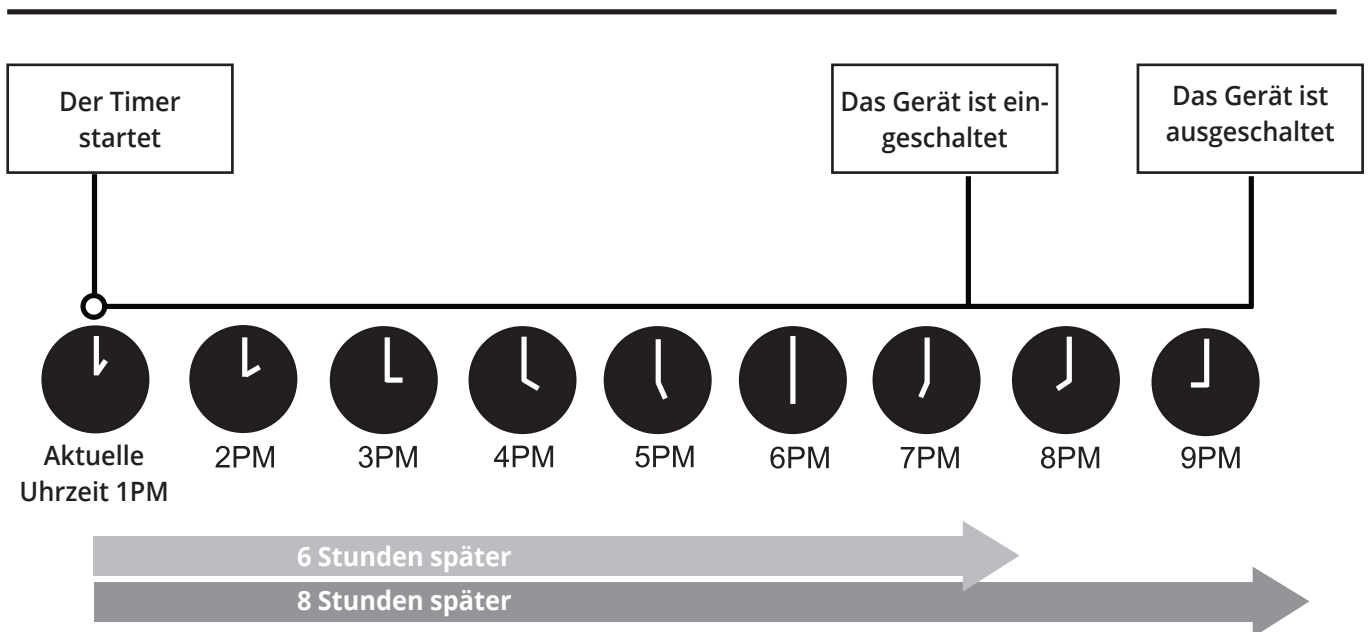 Der Timer
startet
Das Gerät ist ein-
geschaltet
Das Gerät ist
ausgeschaltet
Aktuelle
Uhrzeit 1PM
2PM
3PM
4PM
5PM
6PM
7PM
8PM
9PM
6 Stunden später
8 Stunden später